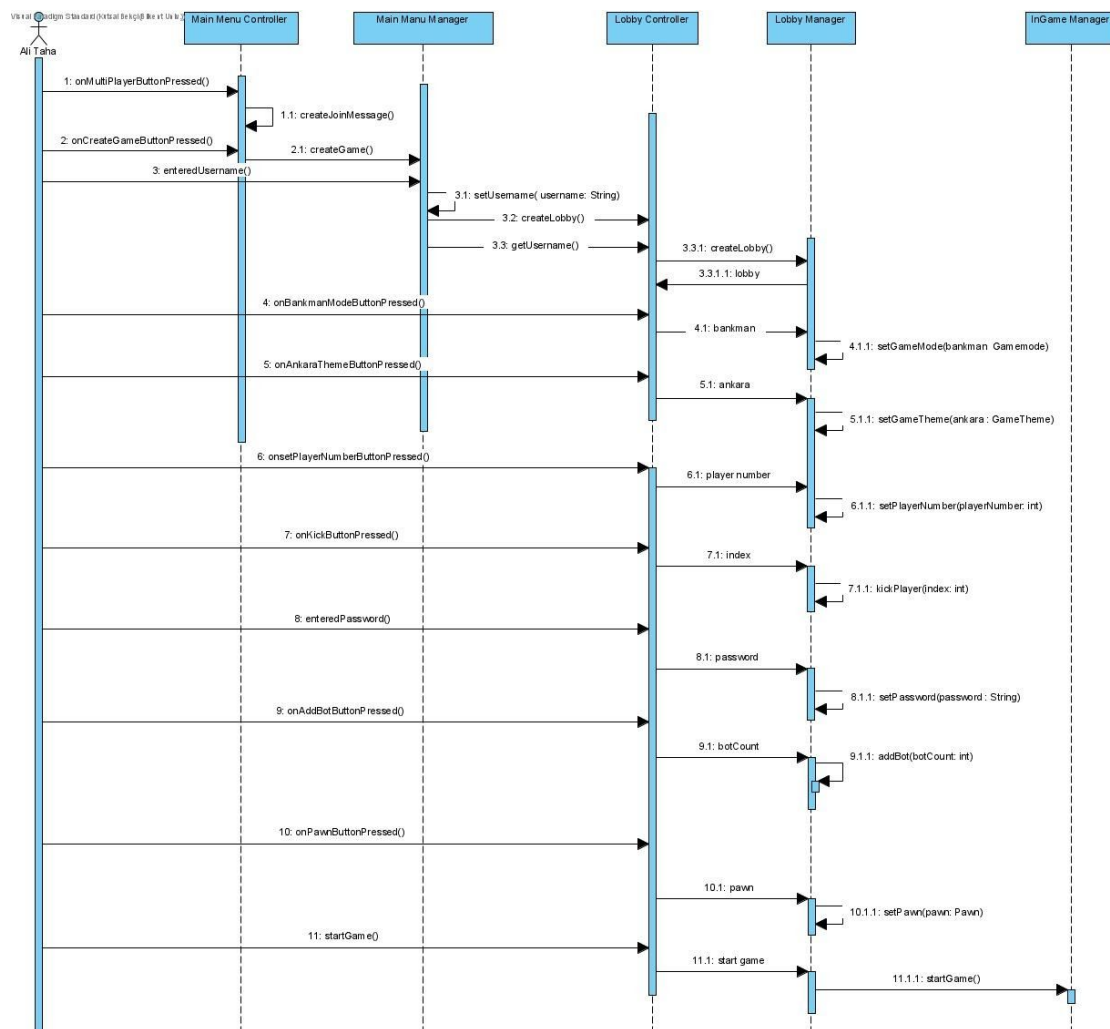 Visual Paradigm Standard
Main Menu Controller
Main Manu Manager
Lobby Controller
Lobby Manager
InGame Manager
Ali Taha
1: onMultiPlayerButtonPressed()
1.1: createJoinMessage()
2: onCreateGameButtonPressed()
2.1: createGame()
3: enteredUsername()
3.1: setUsername( username: String)
3.2: createLobby()
3.3: getUsername()
3.3.1: createLobby()
3.3.1.1: lobby
4: onBankmanModeButtonPressed()
4.1: bankman
4.1.1: setGameMode(bankman Gamemode)
5: onAnkaraThemeButtonPressed()
5.1: ankara
5.1.1: setGameTheme(ankara : GameTheme)
6: onsetPlayerNumberButtonPressed()
6.1: player number
6.1.1: setPlayerNumber(playerNumber: int)
7: onKickButtonPressed()
7.1: index
7.1.1: kickPlayer(index: int)
8: enteredPassword()
8.1: password
8.1.1: setPassword(password : String)
9: onAddBotButtonPressed()
9.1: botCount
9.1.1: addBot(botCount: int)
10: onPawnButtonPressed()
10.1: pawn
10.1.1: setPawn(pawn: Pawn)
11: startGame()
11.1: start game
11.1.1: startGame()